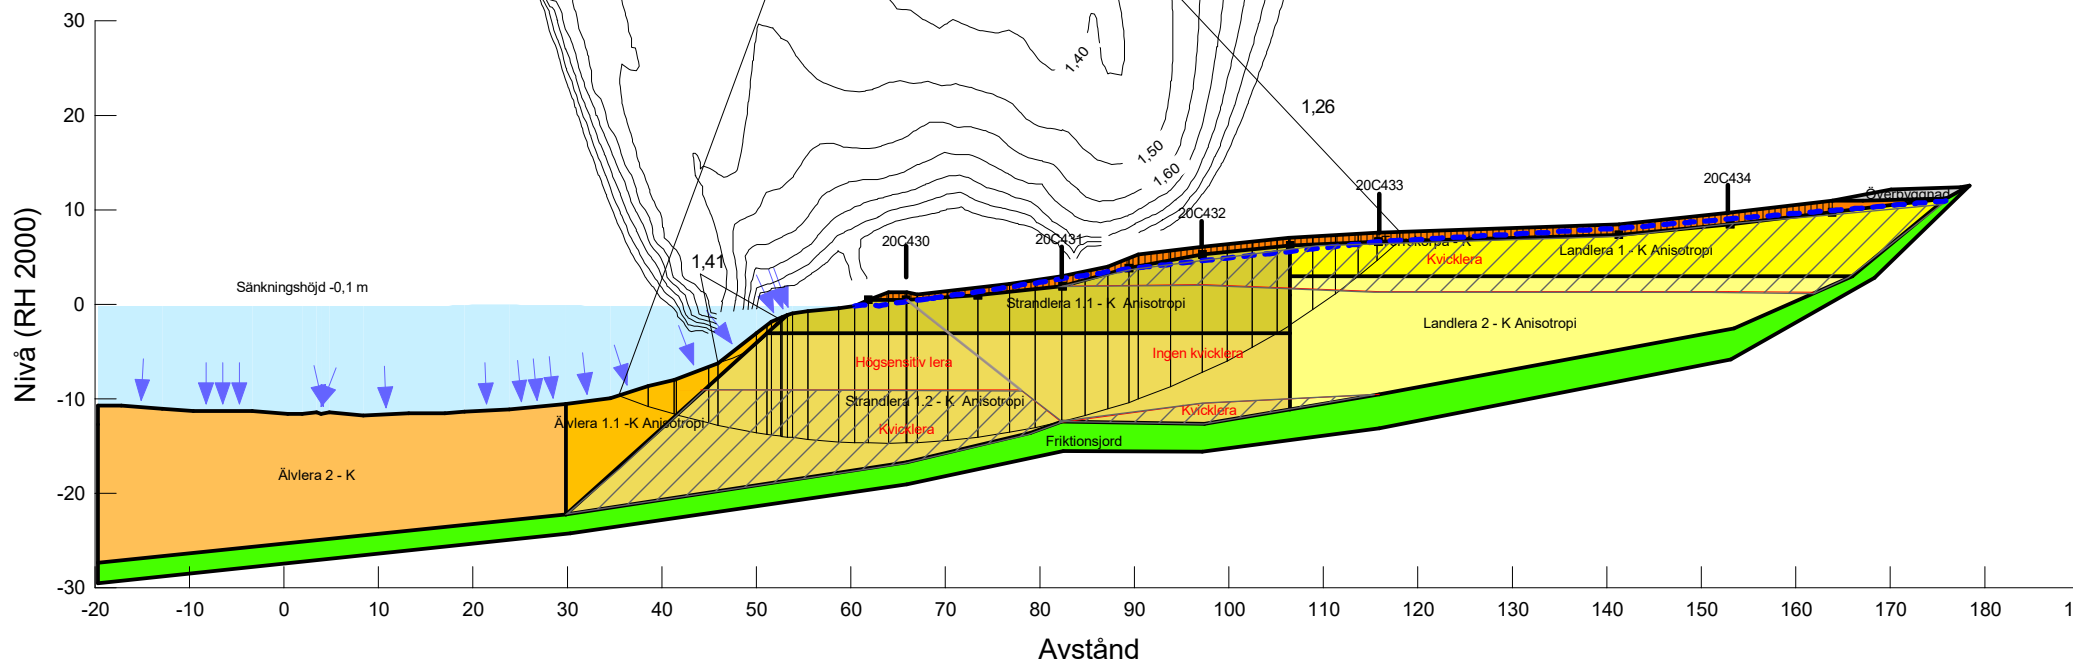 30
20
10
0
-10
-20
-30
Nivå (RH 2000)
1,40
1,26
1,50
1,60
1,41
Sänkningshöjd -0,1 m
20C430
20C431
20C432
20C433
20C434
Överbyggnad
Torrskorpa - K
Landlera 1 - K Anisotropi
Kvicklera
Strandlera 1.1 - K Anisotropi
Landlera 2 - K Anisotropi
Högsensitiv lera
Ingen kvicklera
Strandlera 1.2 - K Anisotropi
Kvicklera
Älvlera 1.1 -K Anisotropi
Kvicklera
Friktionsjord
Älvlera 2 - K
-20 -10 0 10 20 30 40 50 60 70 80 90 100 110 120 130 140 150 160 170 180
Avstånd